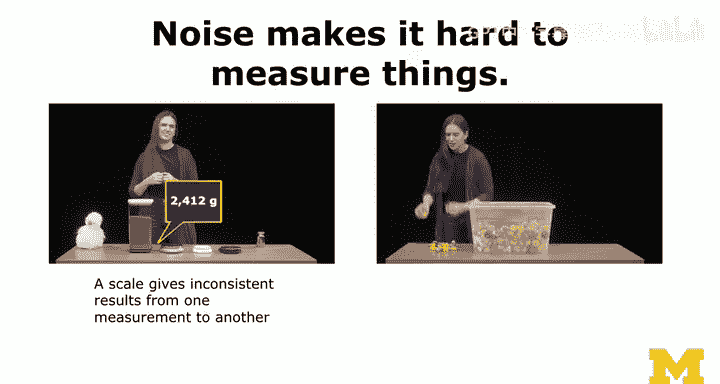 Noise makes it hard to
measure things.
2,412 g
A scale gives inconsistent
results from one
measurement to another
M